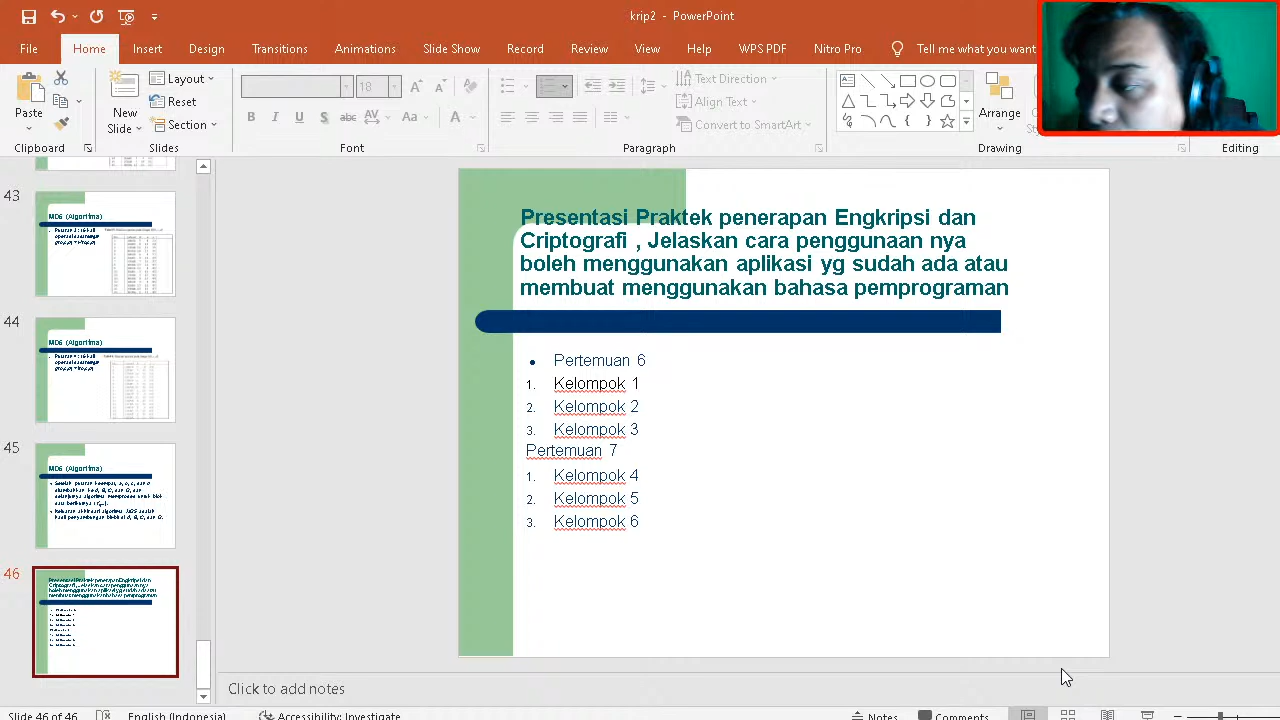 krip2 - PowerPoint
File Home Insert Design Transitions Animations Slide Show Record Review View Help WPS PDF Nitro Pro Tell me what you want
Paste
Clipboard
New Slide
Layout
Reset
Section
Slides
18
B I U S abc AV Aa A
Font
Text Direction
Align Text
Convert to SmartArt
Paragraph
Arrange
Drawing
Editing
43
MD5 (Algoritma)
44
MD5 (Algoritma)
45
MD5 (Algoritma)
46
Presentasi Praktek penerapan Engkripsi dan
Criptografi , Jelaskan cara penggunaan nya
boleh menggunakan aplikasi yg sudah ada atau
membuat menggunakan bahasa pemprograman
• Pertemuan 6
1. Kelompok 1
2. Kelompok 2
3. Kelompok 3
Pertemuan 7
1. Kelompok 4
2. Kelompok 5
3. Kelompok 6
Click to add notes
Slide 46 of 46 English (Indonesia) Accessibility: Investigate Notes Comments